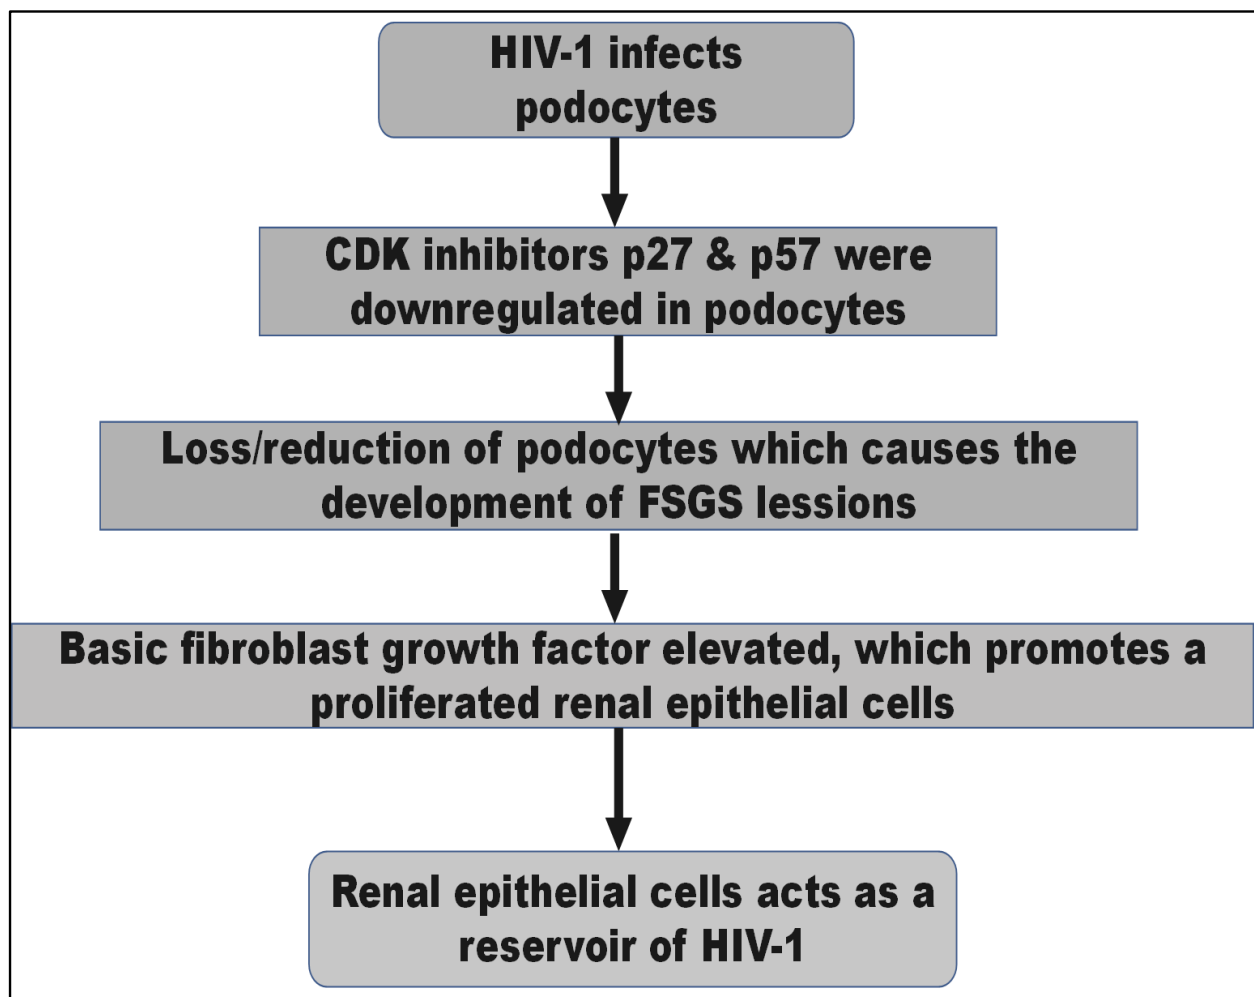 HIV-1 infects
podocytes
CDK inhibitors p27 & p57 were
downregulated in podocytes
Loss/reduction of podocytes which causes the
development of FSGS lessions
Basic fibroblast growth factor elevated, which promotes a
proliferated renal epithelial cells
Renal epithelial cells acts as a
reservoir of HIV-1